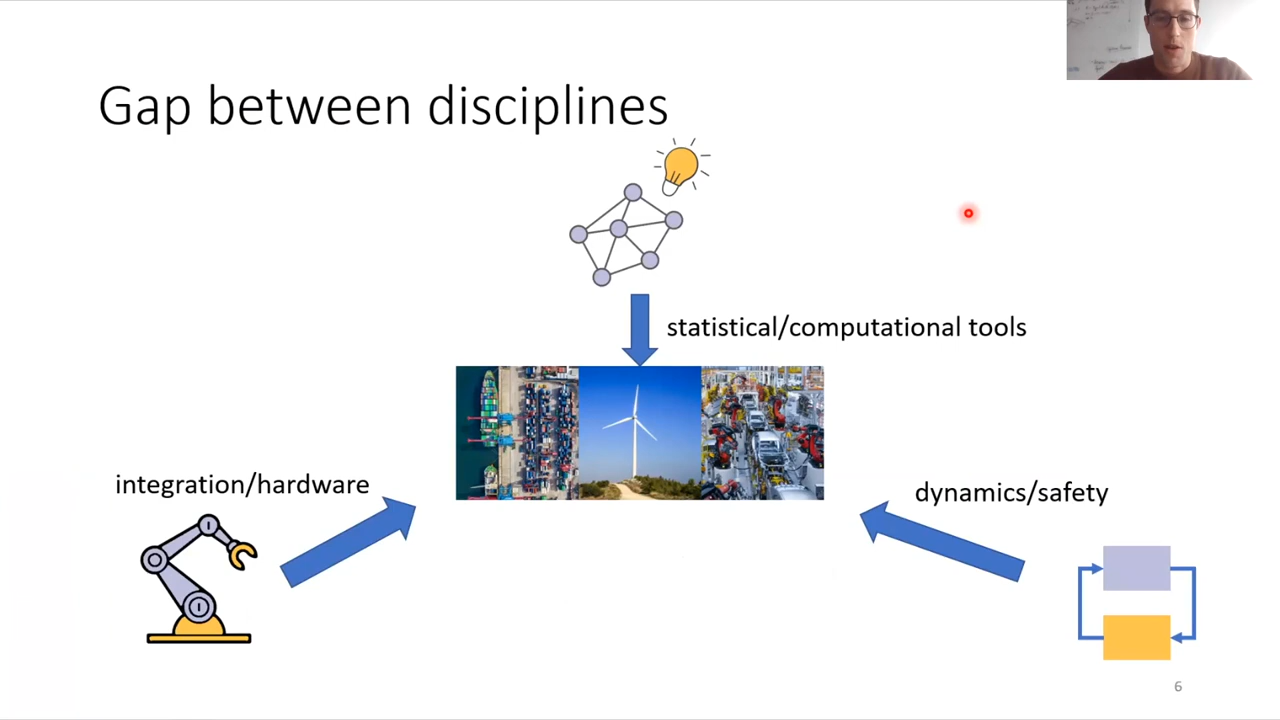 Gap between disciplines
statistical/computational tools
integration/hardware
dynamics/safety
6